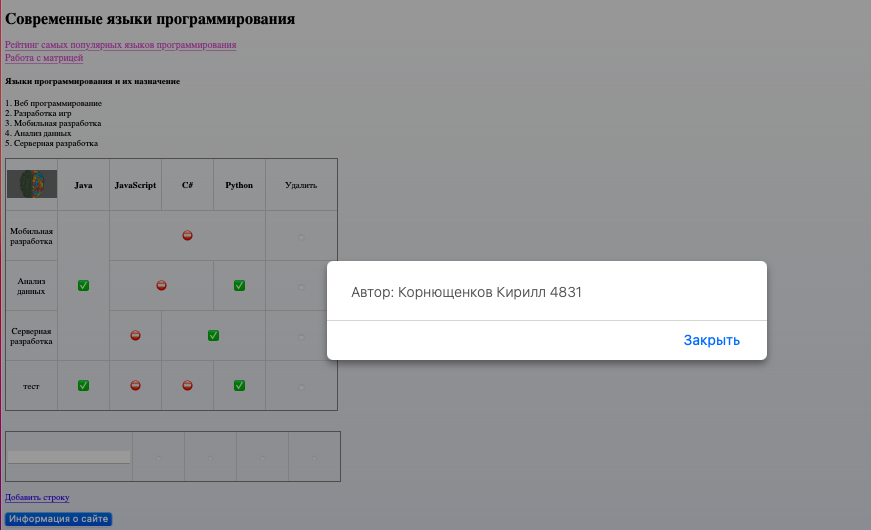 Современные языки программирования
Рейтинг самых популярных языков программирования
Работа с матрицей
Языки программирования и их назначение
1. Веб программирование
2. Разработка игр
3. Мобильная разработка
4. Анализ данных
5. Серверная разработка
Java JavaScript C# Python Удалить
Мобильная
разработка
Анализ
данных
Серверная
разработка
тест
Автор: Корнющенков Кирилл 4831
Закрыть
Добавить строку
Информация о сайте